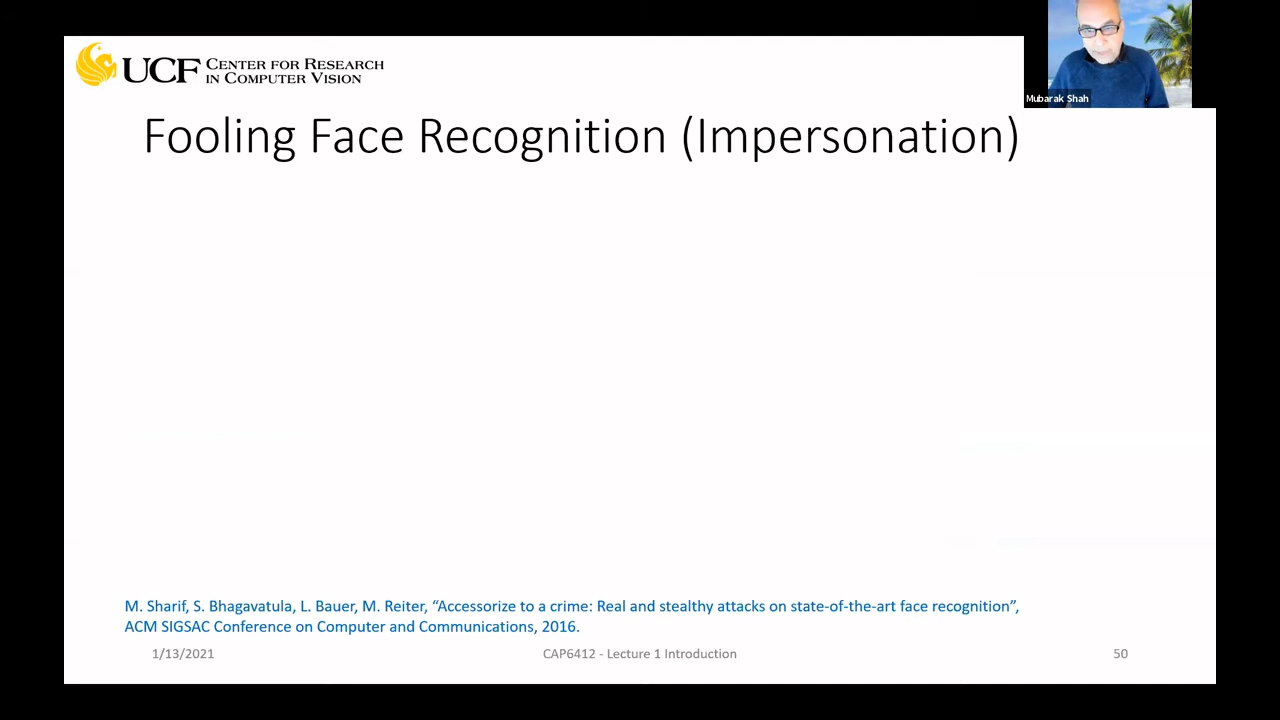 UCF CENTER FOR RESEARCH
IN COMPUTER VISION
Mubarak Shah
Fooling Face Recognition (Impersonation)
M. Sharif, S. Bhagavatula, L. Bauer, M. Reiter, “Accessorize to a crime: Real and stealthy attacks on state-of-the-art face recognition”,
ACM SIGSAC Conference on Computer and Communications, 2016.
1/13/2021 CAP6412 - Lecture 1 Introduction 50